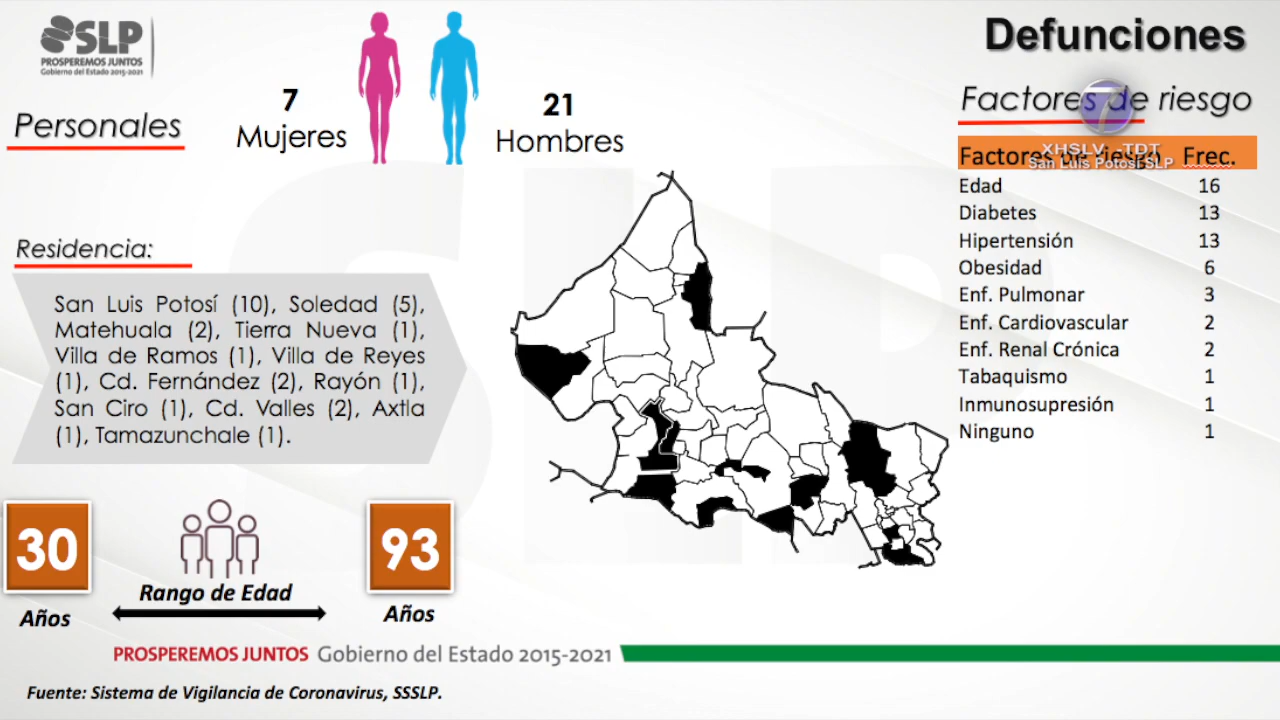 SLP
PROSPEREMOS JUNTOS
Gobierno del Estado 2015-2021
Personales
7
Mujeres
21
Hombres
Defunciones
Factores de riesgo
7
XHSLV - TDT
San Luis Potosí SLP
Factores de Riesgo Frec.
Edad 16
Diabetes 13
Hipertensión 13
Obesidad 6
Enf. Pulmonar 3
Enf. Cardiovascular 2
Enf. Renal Crónica 2
Tabaquismo 1
Inmunosupresión 1
Ninguno 1
Residencia:
San Luis Potosí (10), Soledad (5),
Matehuala (2), Tierra Nueva (1),
Villa de Ramos (1), Villa de Reyes
(1), Cd. Fernández (2), Rayón (1),
San Ciro (1), Cd. Valles (2), Axtla
(1), Tamazunchale (1).
30
Años
Rango de Edad
93
Años
PROSPEREMOS JUNTOS Gobierno del Estado 2015-2021
Fuente: Sistema de Vigilancia de Coronavirus, SSSLP.